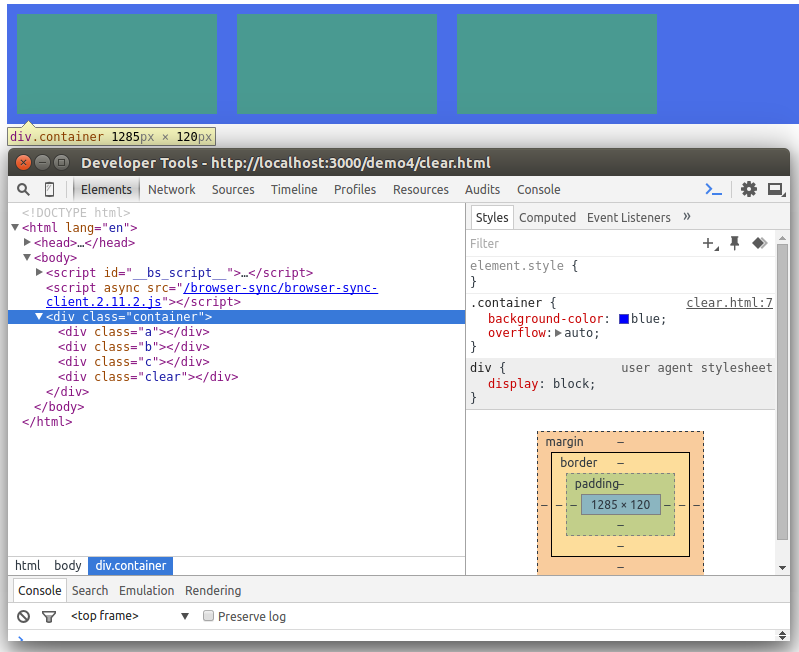 div.container 1285px × 120px
Developer Tools - http://localhost:3000/demo4/clear.html
Elements Network Sources Timeline Profiles Resources Audits Console
<!DOCTYPE html>
<html lang="en">
<head>…</head>
<body>
<script id="__bs_script__">…</script>
<script async src="/browser-sync/browser-sync-
client.2.11.2.js"></script>
<div class="container">
<div class="a"></div>
<div class="b"></div>
<div class="c"></div>
<div class="clear"></div>
</div>
</body>
</html>
html body div.container
Styles Computed Event Listeners »
Filter
element.style {
}
.container { clear.html:7
background-color: blue;
overflow: auto;
}
div { user agent stylesheet
display: block;
}
margin –
border –
padding –
– – – 1285 × 120 – – –
–
–
–
Console Search Emulation Rendering
<top frame> Preserve log